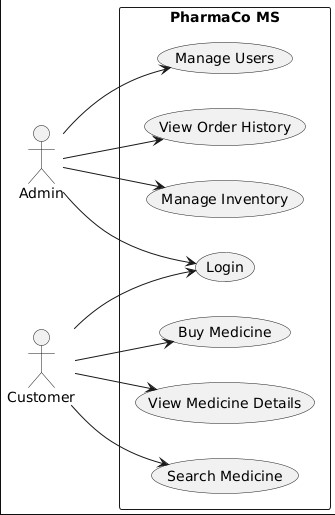 PharmaCo MS
Manage Users
View Order History
Admin
Manage Inventory
Login
Buy Medicine
Customer
View Medicine Details
Search Medicine